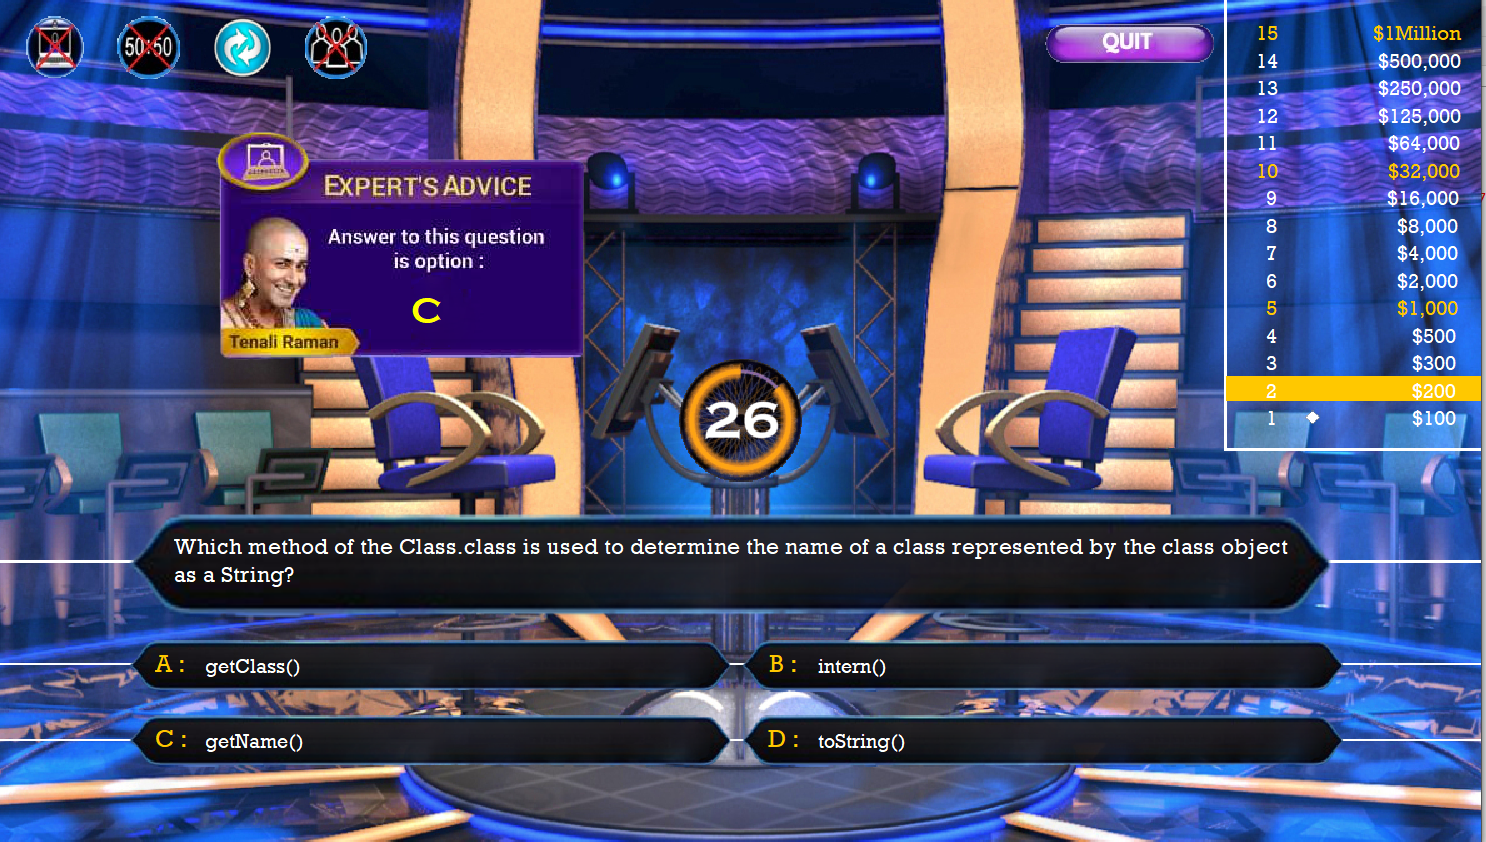 50:50
QUIT
15 $1Million
14 $500,000
13 $250,000
12 $125,000
11 $64,000
10 $32,000
9 $16,000
8 $8,000
7 $4,000
6 $2,000
5 $1,000
4 $500
3 $300
2 $200
1 ◆ $100
EXPERT'S ADVICE
Answer to this question
is option :
C
Tenali Raman
26
Which method of the Class.class is used to determine the name of a class represented by the class object
as a String?
A : getClass()
B : intern()
C : getName()
D : toString()